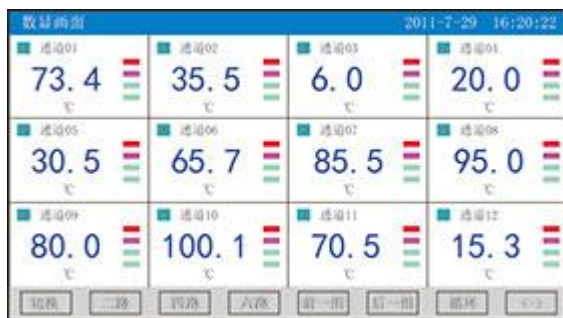 数显画面 2011-7-29 16:20:22
通道01 通道02 通道03 通道04
73.4 35.5 6.0 20.0
℃ ℃ ℃ ℃
通道05 通道06 通道07 通道08
30.5 65.7 85.5 95.0
℃ ℃ ℃ ℃
通道09 通道10 通道11 通道12
80.0 100.1 70.5 15.3
℃ ℃ ℃ ℃
切换 二路 四路 六路 前一组 后一组 循环